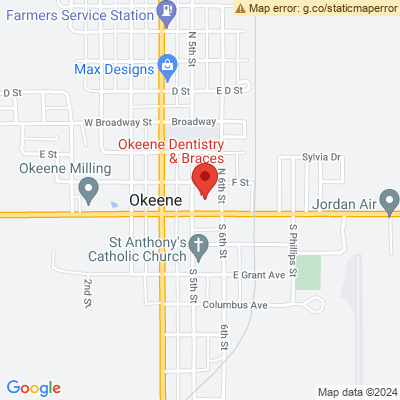 Map error: g.co/staticmaperror
Farmers Service Station
N 5th St
Max Designs
D St
D St
E D St
W Broadway St
Broadway
Okeene Dentistry
& Braces
E St
Sylvia Dr
Okeene Milling
F St
N 6th St
Okeene
Jordan Air
St Anthony's
Catholic Church
S 6th St
S Phillips St
S 5th St
E Grant Ave
2nd St
Columbus Ave
6th St
Google
Map data ©2024